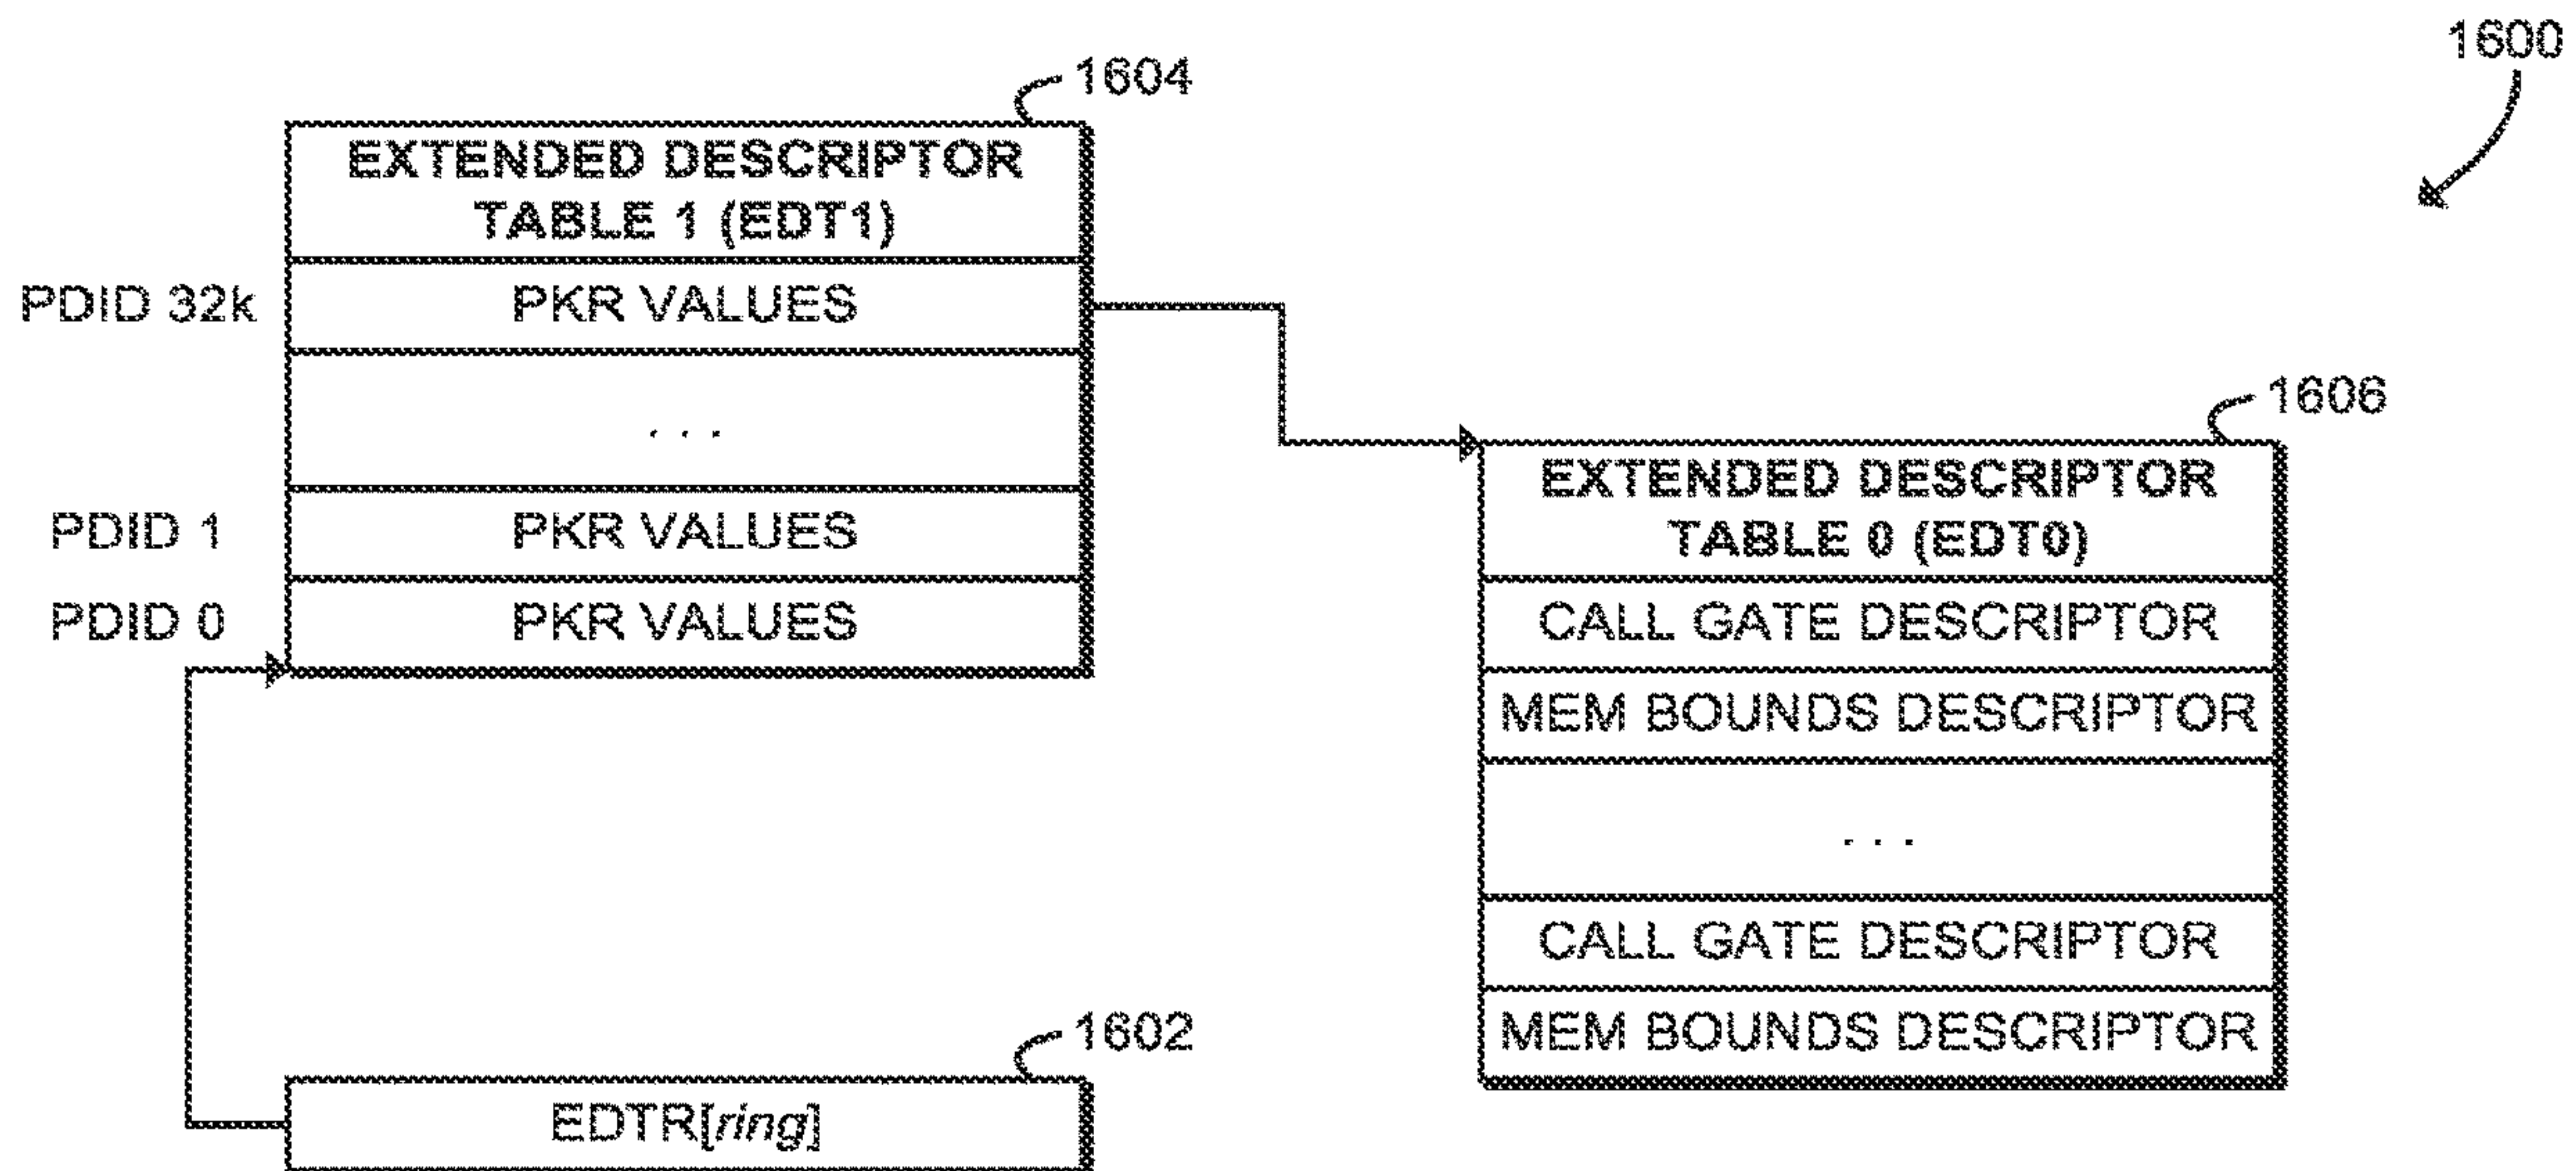 1600
1604
EXTENDED DESCRIPTOR
TABLE 1 (EDT1)
PDID 32k
PKR VALUES
. . .
PDID 1
PKR VALUES
PDID 0
PKR VALUES
1606
EXTENDED DESCRIPTOR
TABLE 0 (EDT0)
CALL GATE DESCRIPTOR
MEM BOUNDS DESCRIPTOR
. . .
CALL GATE DESCRIPTOR
MEM BOUNDS DESCRIPTOR
1602
EDTR[ring]